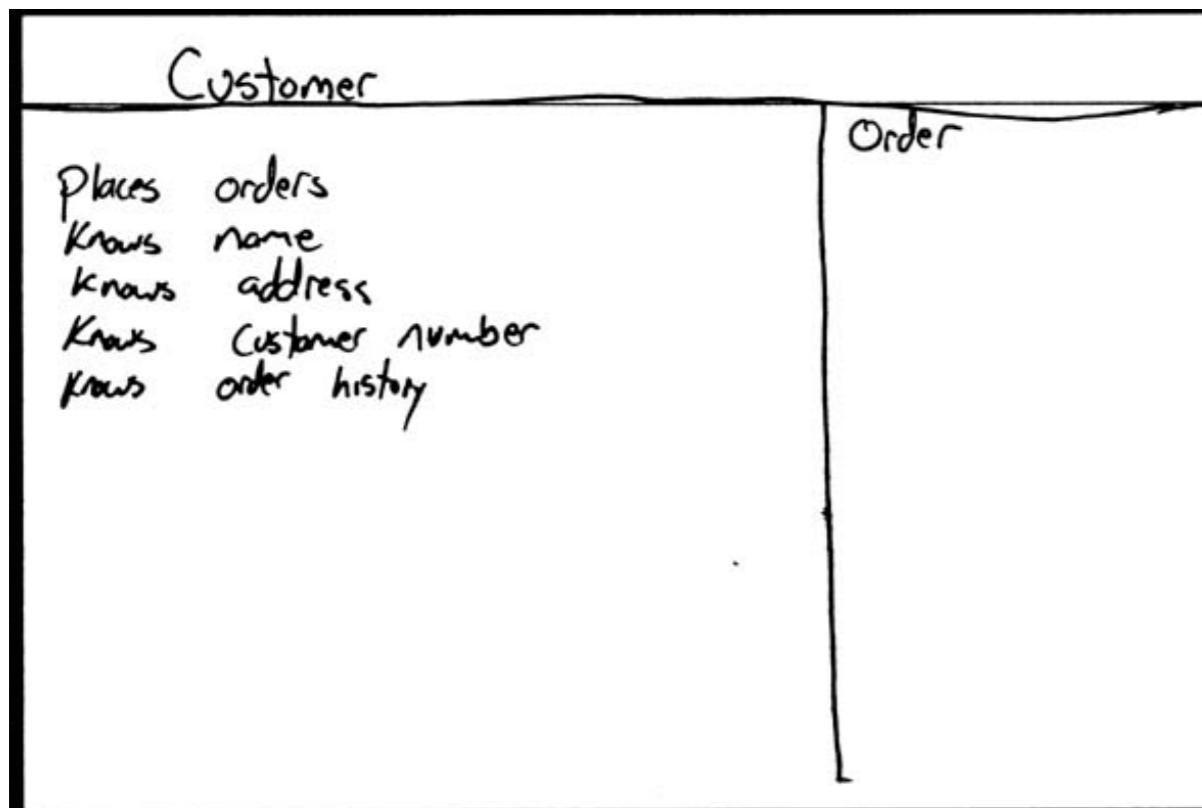 Customer
Order
Places orders
Knows name
Knows address
Knows customer number
Knows order history